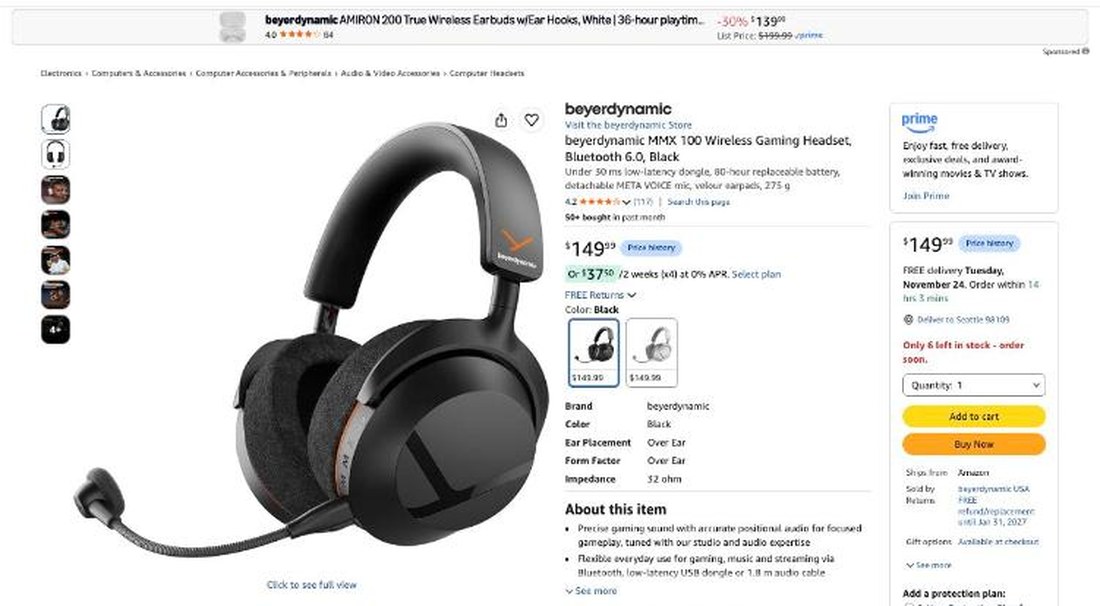 beyerdynamic AMIRON 200 True Wireless Earbuds w/Ear Hooks, White | 36-hour playtim...
4.0 64
-30% $139⁰⁰
List Price: $199.99 prime
Sponsored
Electronics › Computers & Accessories › Computer Accessories & Peripherals › Audio & Video Accessories › Computer Headsets
4+
beyerdynamic
Click to see full view
beyerdynamic
Visit the beyerdynamic Store
beyerdynamic MMX 100 Wireless Gaming Headset,
Bluetooth 6.0, Black
Under 30 ms low-latency dongle, 80-hour replaceable battery,
detachable META VOICE mic, velour earpads, 275 g
4.2 (117) | Search this page
50+ bought in past month
$149⁹⁹ Price history
Or $37⁵⁰ /2 weeks (x4) at 0% APR. Select plan
FREE Returns
Color: Black
$149.99 $149.99
Brand beyerdynamic
Color Black
Ear Placement Over Ear
Form Factor Over Ear
Impedance 32 ohm
About this item
• Precise gaming sound with accurate positional audio for focused
gameplay, tuned with our studio and audio expertise
• Flexible everyday use for gaming, music and streaming via
Bluetooth, low-latency USB dongle or 1.8 m audio cable
See more
prime
Enjoy fast, free delivery,
exclusive deals, and award-
winning movies & TV shows.
Join Prime
$149⁹⁹ Price history
FREE delivery Tuesday,
November 24. Order within 14
hrs 3 mins
Deliver to Seattle 98109
Only 6 left in stock - order
soon.
Quantity: 1
Add to cart
Buy Now
Ships from Amazon
Sold by beyerdynamic USA
Returns FREE
refund/replacement
until Jan 31, 2027
Gift options Available at checkout
See more
Add a protection plan: